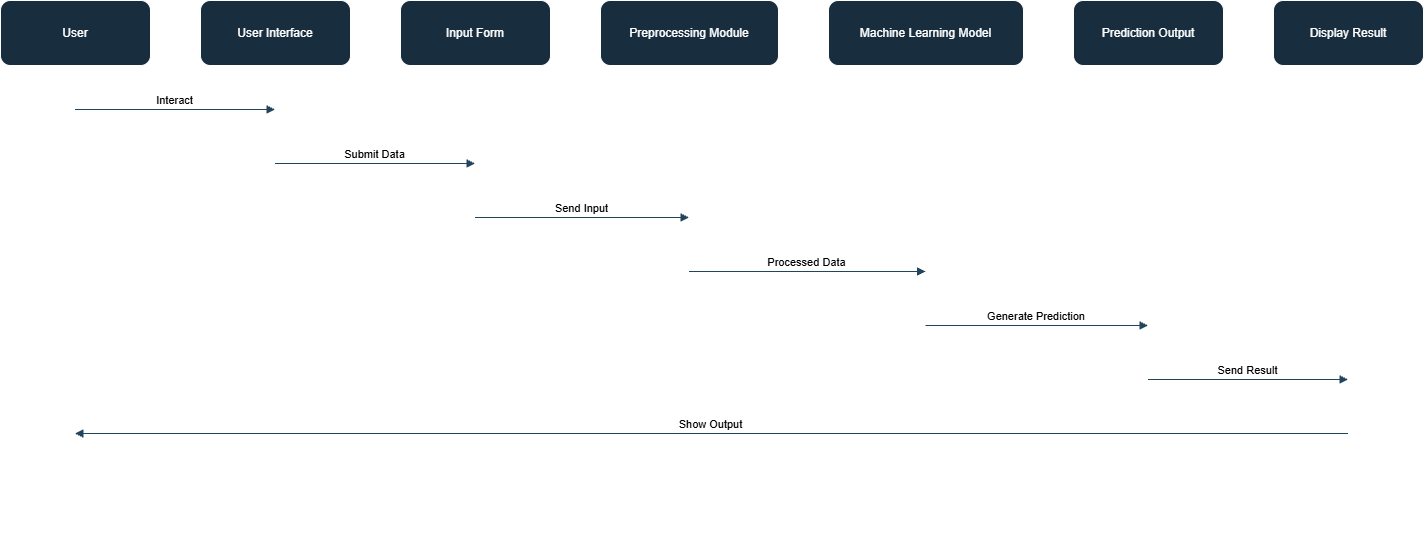 User
User Interface
Input Form
Preprocessing Module
Machine Learning Model
Prediction Output
Display Result
Interact
Submit Data
Send Input
Processed Data
Generate Prediction
Send Result
Show Output